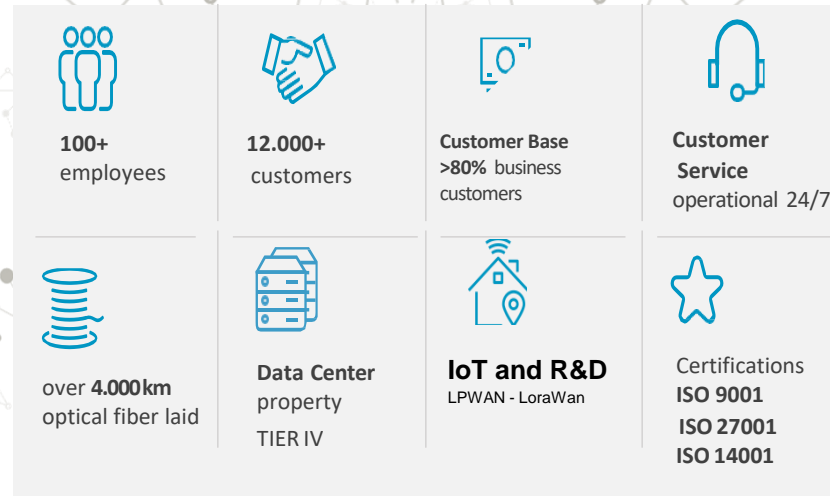 100+
employees
12.000+
customers
Customer Base
>80% business
customers
Customer
Service
operational 24/7
over 4.000km
optical fiber laid
Data Center
property
TIER IV
IoT and R&D
LPWAN - LoraWan
Certifications
ISO 9001
ISO 27001
ISO 14001